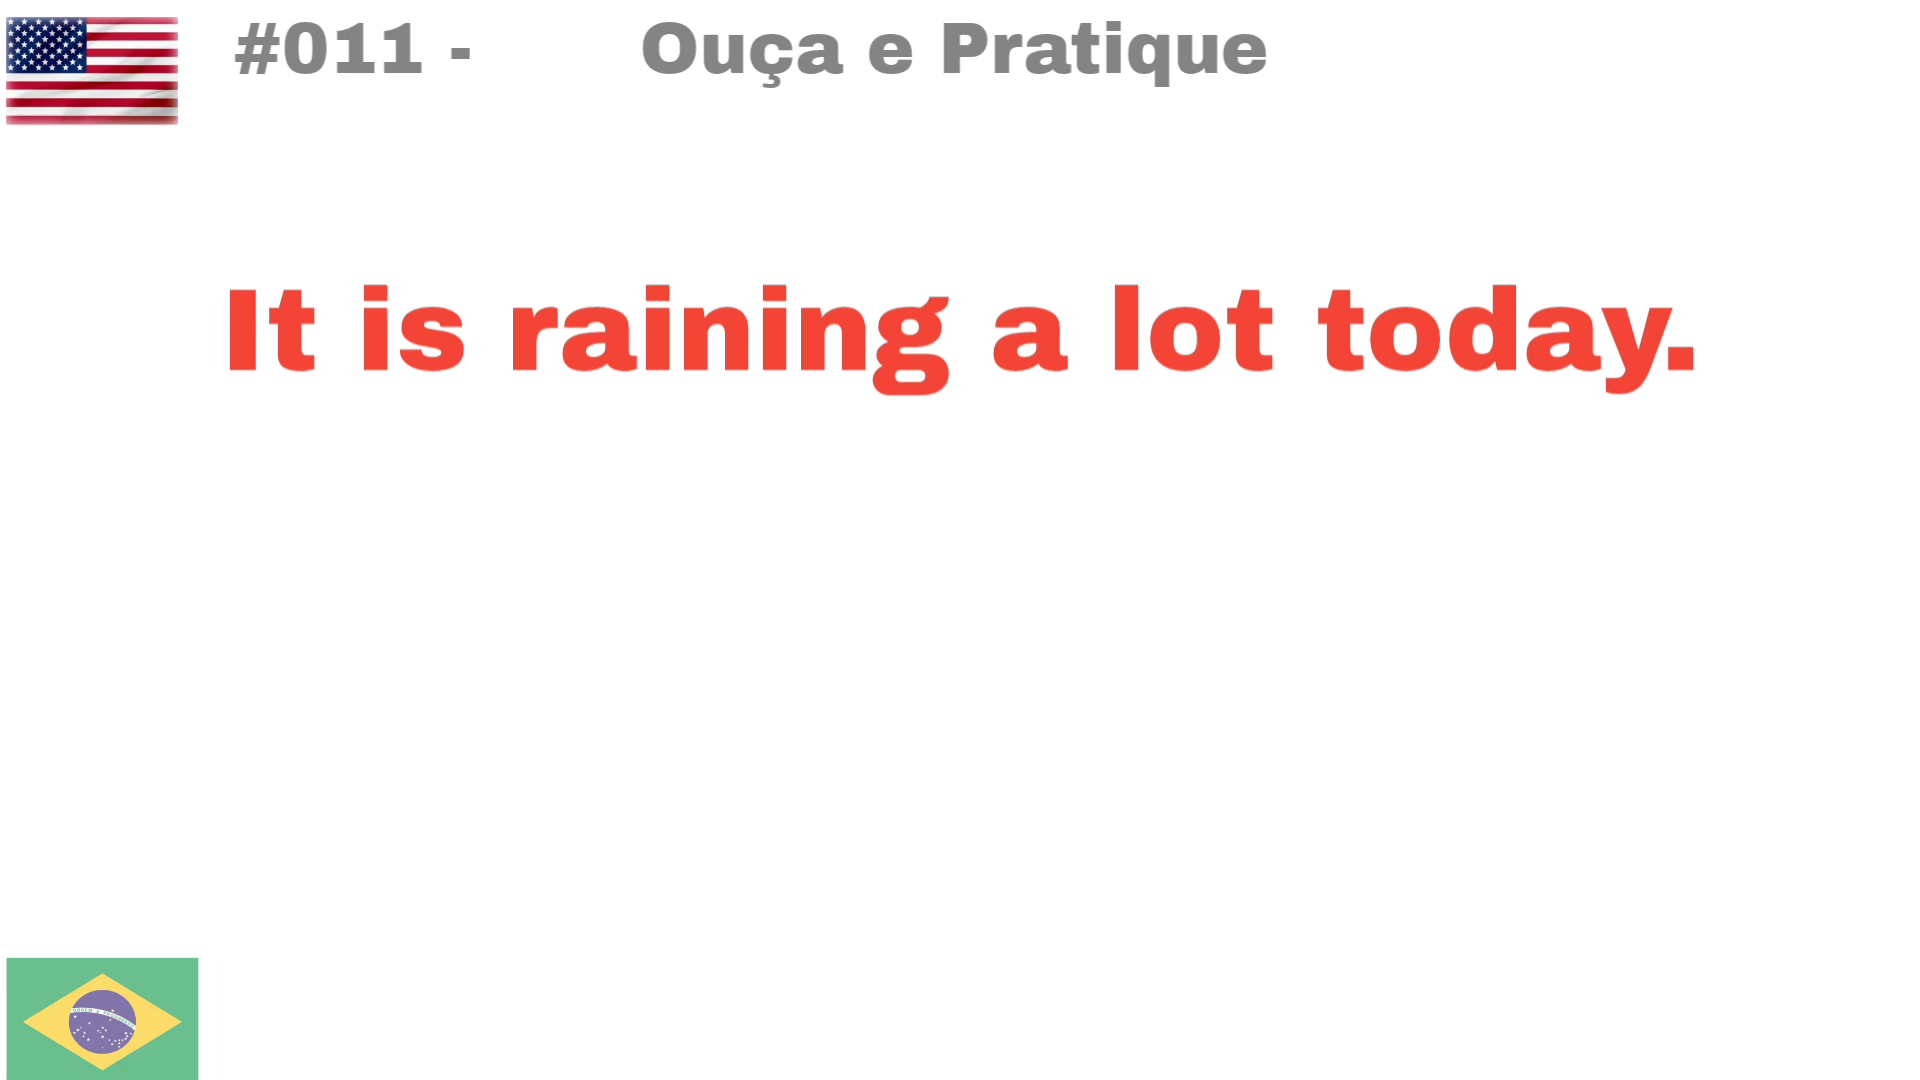 #011 - Ouça e Pratique
It is raining a lot today.